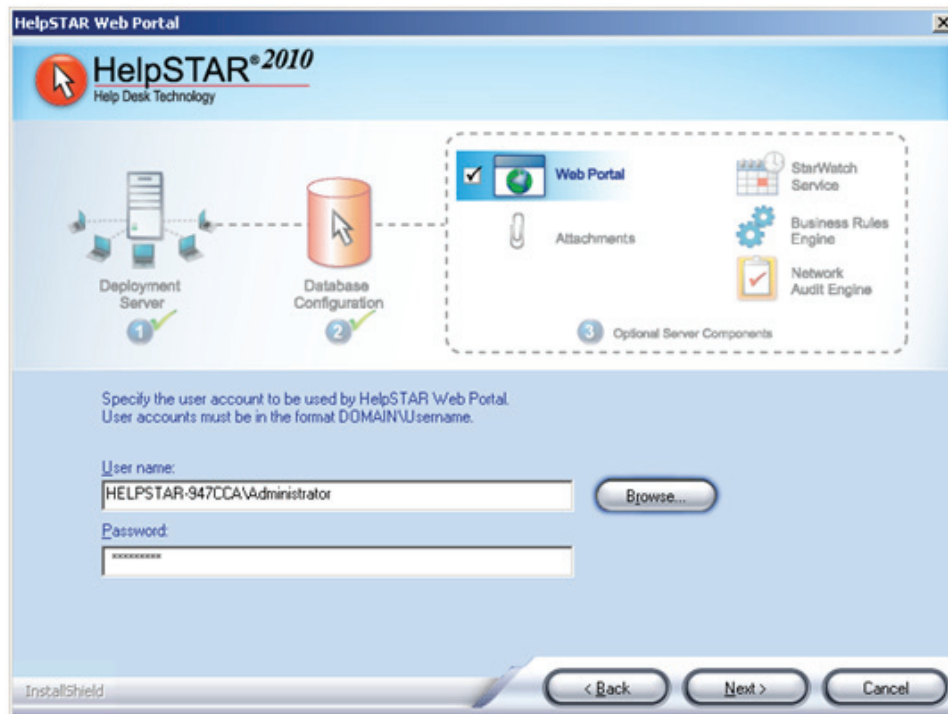 HelpSTAR Web Portal
HelpSTAR® 2010
Help Desk Technology
Web Portal
Attachments
StarWatch
Service
Business Rules
Engine
Network
Audit Engine
Deployment
Server
1
Database
Configuration
2
3 Optional Server Components
Specify the user account to be used by HelpSTAR Web Portal.
User accounts must be in the format DOMAIN\Username.
User name:
HELPSTAR-947CCA\Administrator
Browse...
Password:
×××××××××
InstallShield
< Back
Next >
Cancel